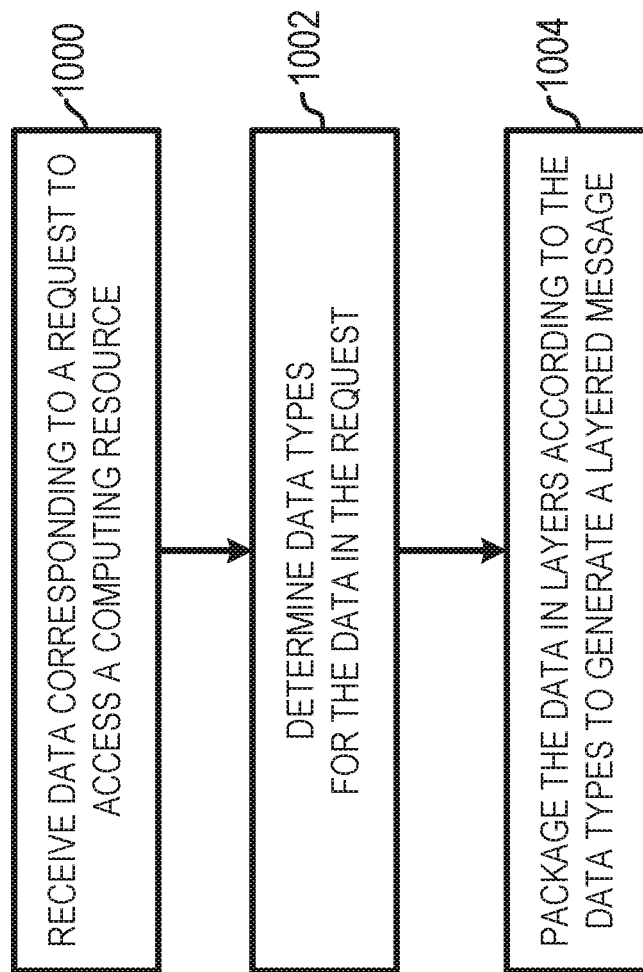 1000
RECEIVE DATA CORRESPONDING TO A REQUEST TO
ACCESS A COMPUTING RESOURCE
1002
DETERMINE DATA TYPES
FOR THE DATA IN THE REQUEST
1004
PACKAGE THE DATA IN LAYERS ACCORDING TO THE
DATA TYPES TO GENERATE A LAYERED MESSAGE